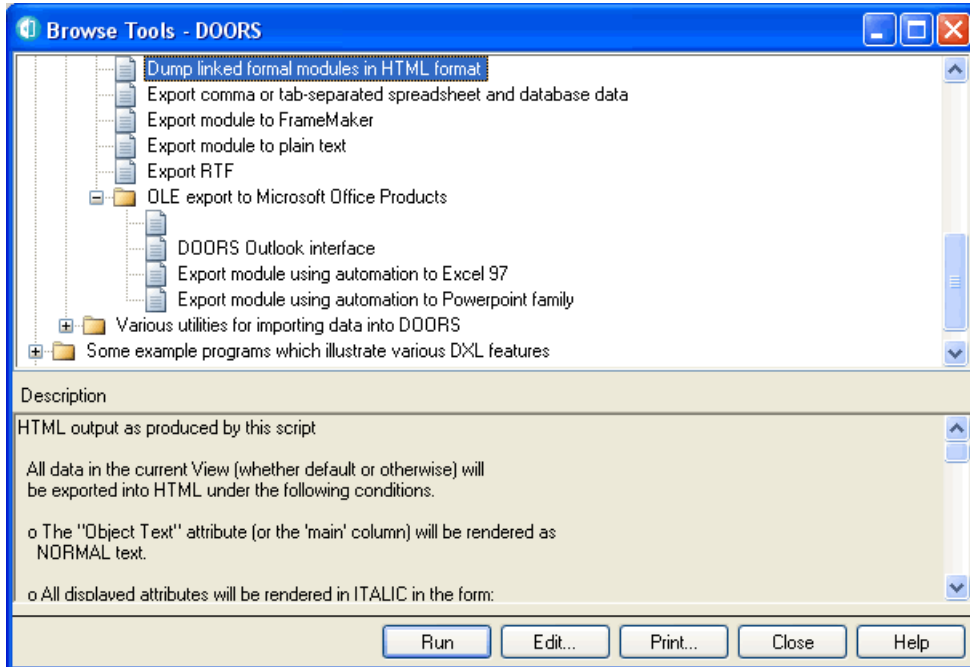 Browse Tools - DOORS
Dump linked formal modules in HTML format
Export comma or tab-separated spreadsheet and database data
Export module to FrameMaker
Export module to plain text
Export RTF
OLE export to Microsoft Office Products
DOORS Outlook interface
Export module using automation to Excel 97
Export module using automation to Powerpoint family
Various utilities for importing data into DOORS
Some example programs which illustrate various DXL features
Description
HTML output as produced by this script
All data in the current View (whether default or otherwise) will
be exported into HTML under the following conditions.
o The "Object Text" attribute (or the 'main' column) will be rendered as
NORMAL text.
o All displayed attributes will be rendered in ITALIC in the form:
Run Edit... Print... Close Help